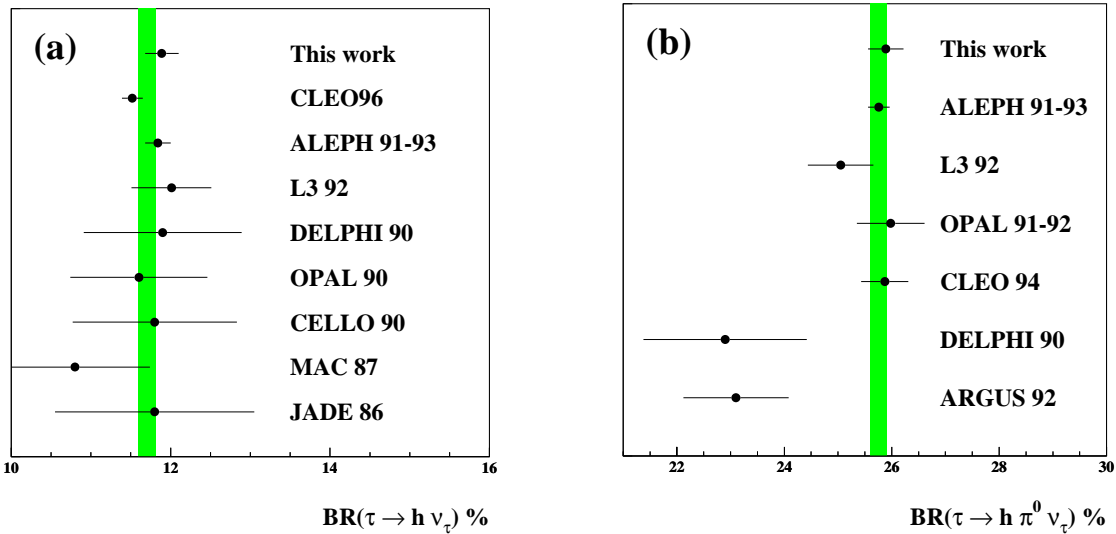 (a)
This work
CLEO96
ALEPH 91-93
L3 92
DELPHI 90
OPAL 90
CELLO 90
MAC 87
JADE 86
10 12 14 16
BR(τ → h ν_τ) %
(b)
This work
ALEPH 91-93
L3 92
OPAL 91-92
CLEO 94
DELPHI 90
ARGUS 92
22 24 26 28 30
BR(τ → h π⁰ ν_τ) %